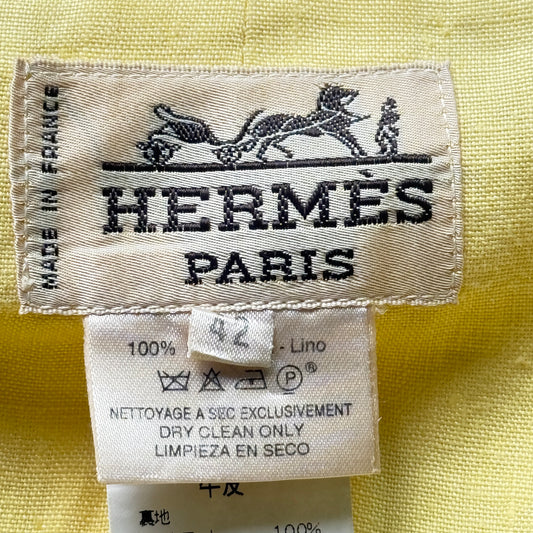 MADE IN FRANCE
HERMÈS
PARIS
42
100% - Lino
P ®
NETTOYAGE A SEC EXCLUSIVEMENT
DRY CLEAN ONLY
LIMPIEZA EN SECO
裏地
100%